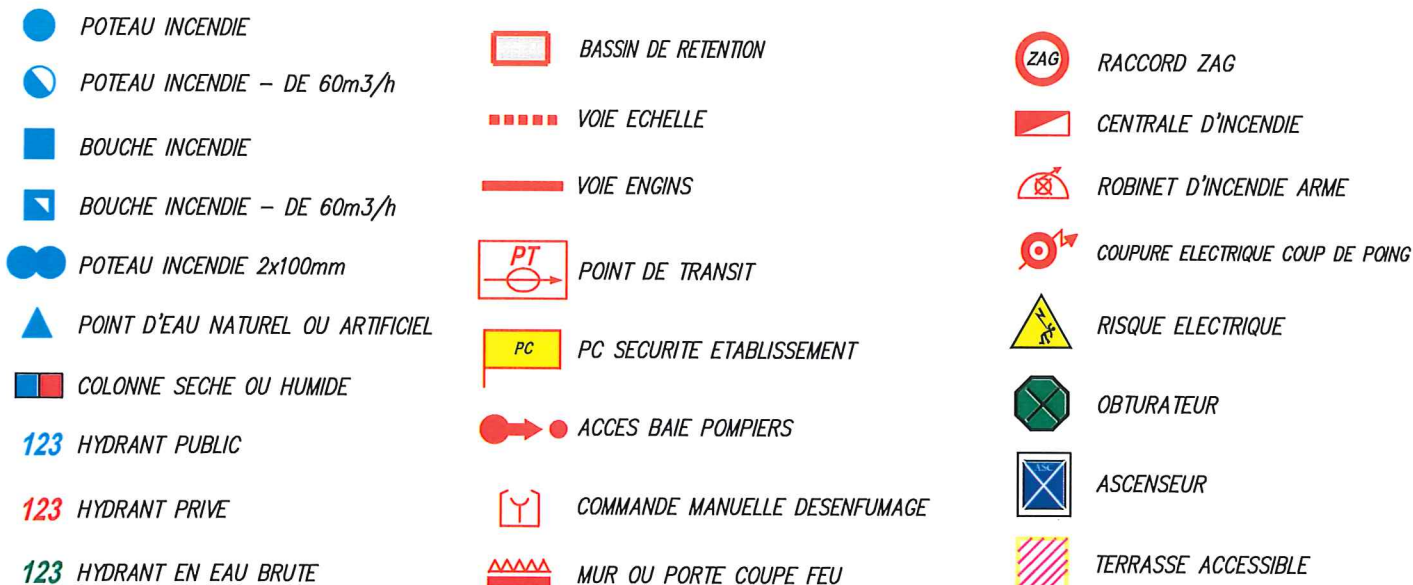 POTEAU INCENDIE
POTEAU INCENDIE – DE 60m3/h
BOUCHE INCENDIE
BOUCHE INCENDIE – DE 60m3/h
POTEAU INCENDIE 2x100mm
POINT D'EAU NATUREL OU ARTIFICIEL
COLONNE SECHE OU HUMIDE
123 HYDRANT PUBLIC
123 HYDRANT PRIVE
123 HYDRANT EN EAU BRUTE
BASSIN DE RETENTION
VOIE ECHELLE
VOIE ENGINS
PT
POINT DE TRANSIT
PC
PC SECURITE ETABLISSEMENT
ACCES BAIE POMPIERS
COMMANDE MANUELLE DESENFUMAGE
MUR OU PORTE COUPE FEU
ZAG
RACCORD ZAG
CENTRALE D'INCENDIE
ROBINET D'INCENDIE ARME
COUPURE ELECTRIQUE COUP DE POING
RISQUE ELECTRIQUE
OBTURATEUR
ASC
ASCENSEUR
TERRASSE ACCESSIBLE